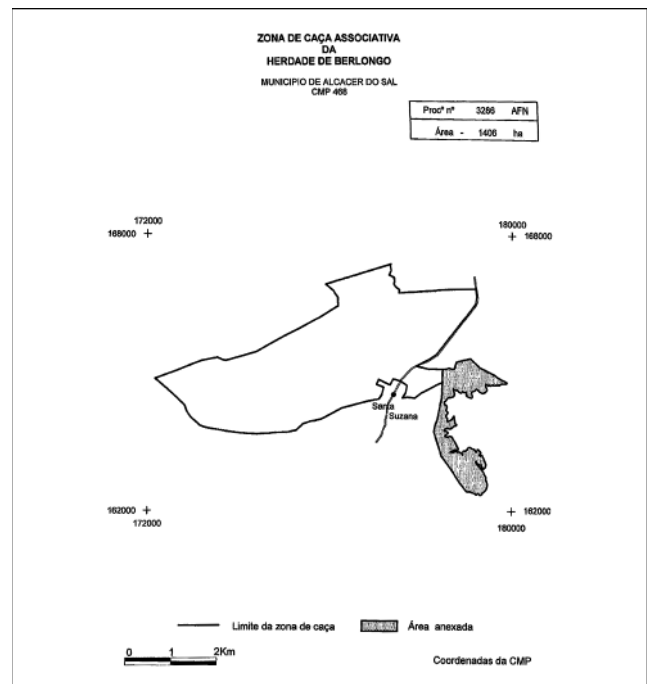 ZONA DE CAÇA ASSOCIATIVA
DA
HERDADE DE BERLONGO
MUNICIPIO DE ALCACER DO SAL
CMP 466
Procº nº 3286 AFN
Área - 1406 ha
172000
168000
180000
168000
Santa
Suzana
162000
172000
162000
180000
Limite da zona de caça
Área anexada
0 1 2Km
Coordenadas da CMP